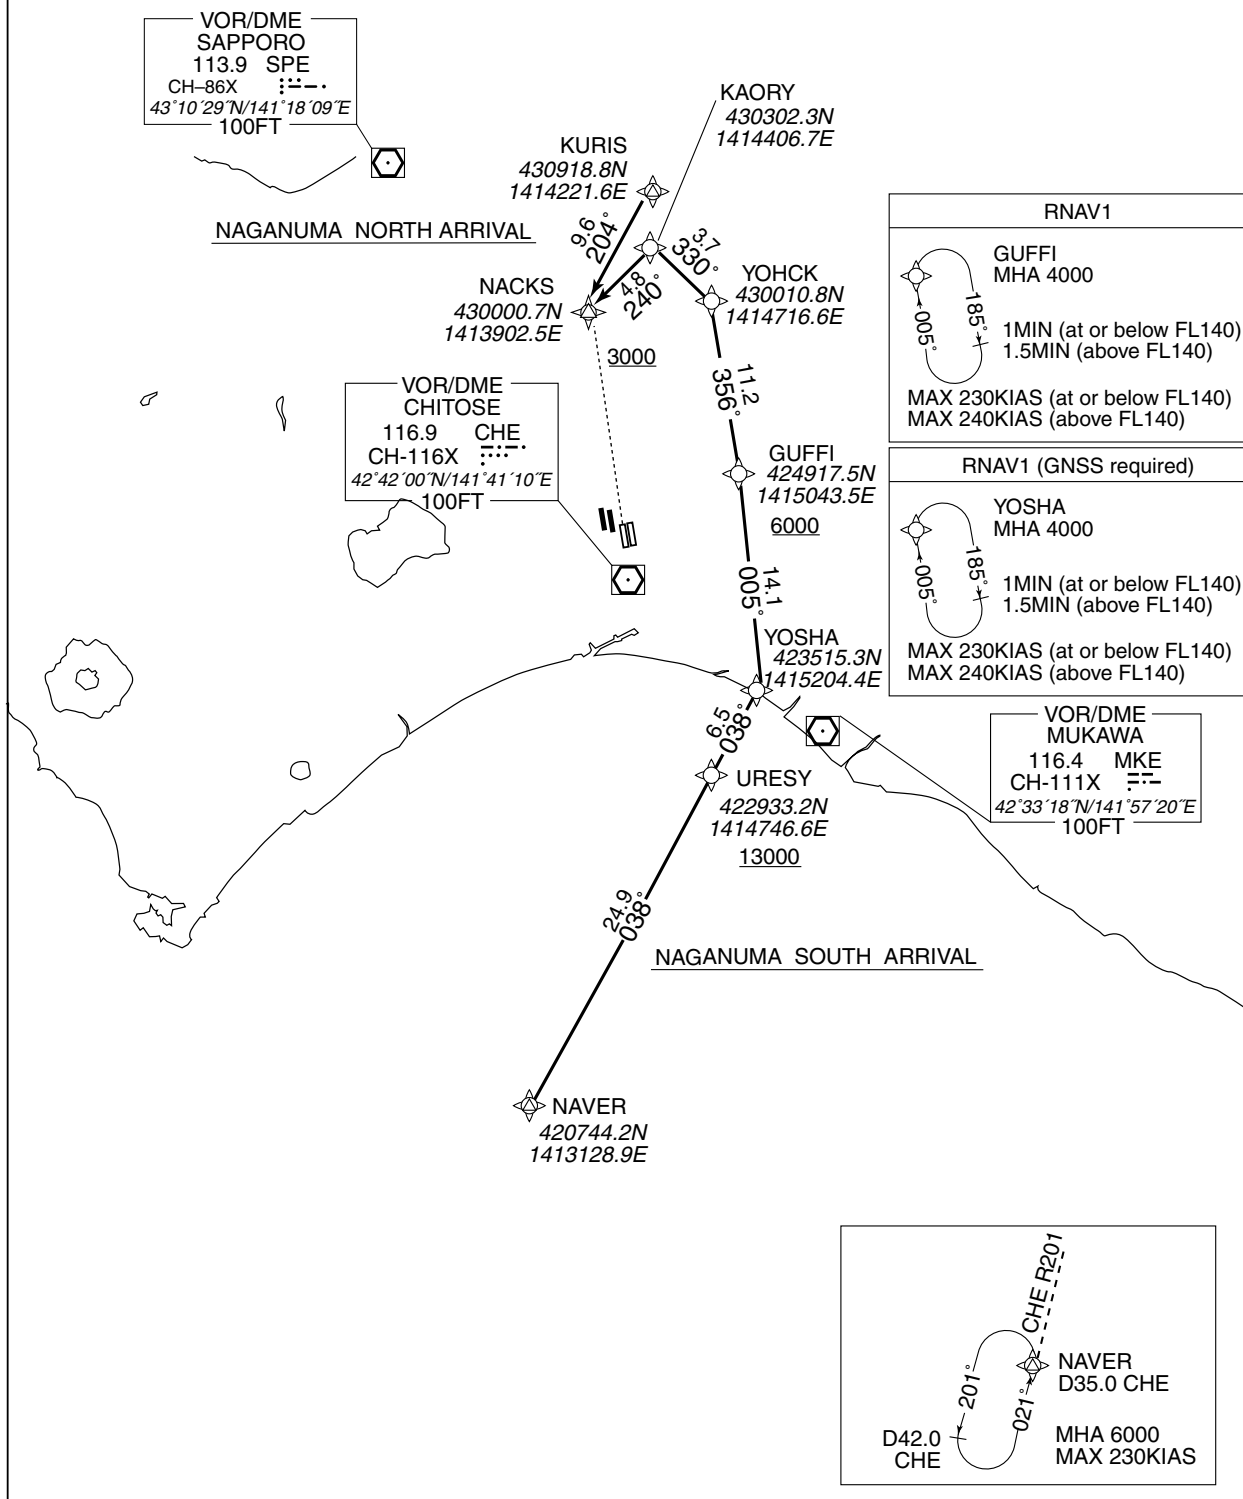 VOR/DME
SAPPORO
113.9 SPE
CH–86X
43°10´29˝N/141°18´09˝E
100FT
KAORY
430302.3N
1414406.7E
KURIS
430918.8N
1414221.6E
NAGANUMA NORTH ARRIVAL
9.6
204°
3.7
330°
4.8
240°
NACKS
430000.7N
1413902.5E
3000
YOHCK
430010.8N
1414716.6E
11.2
356°
VOR/DME
CHITOSE
116.9 CHE
CH-116X
42°42´00˝N/141°41´10˝E
100FT
GUFFI
424917.5N
1415043.5E
6000
14.1
005°
YOSHA
423515.3N
1415204.4E
6.5
038°
URESY
422933.2N
1414746.6E
13000
24.9
038°
NAGANUMA SOUTH ARRIVAL
NAVER
420744.2N
1413128.9E
RNAV1
GUFFI
MHA 4000
185°
005°
1MIN (at or below FL140)
1.5MIN (above FL140)
MAX 230KIAS (at or below FL140)
MAX 240KIAS (above FL140)
RNAV1 (GNSS required)
YOSHA
MHA 4000
185°
005°
1MIN (at or below FL140)
1.5MIN (above FL140)
MAX 230KIAS (at or below FL140)
MAX 240KIAS (above FL140)
VOR/DME
MUKAWA
116.4 MKE
CH-111X
42°33´18˝N/141°57´20˝E
100FT
CHE R201
NAVER
D35.0 CHE
201°
021°
D42.0
CHE
MHA 6000
MAX 230KIAS